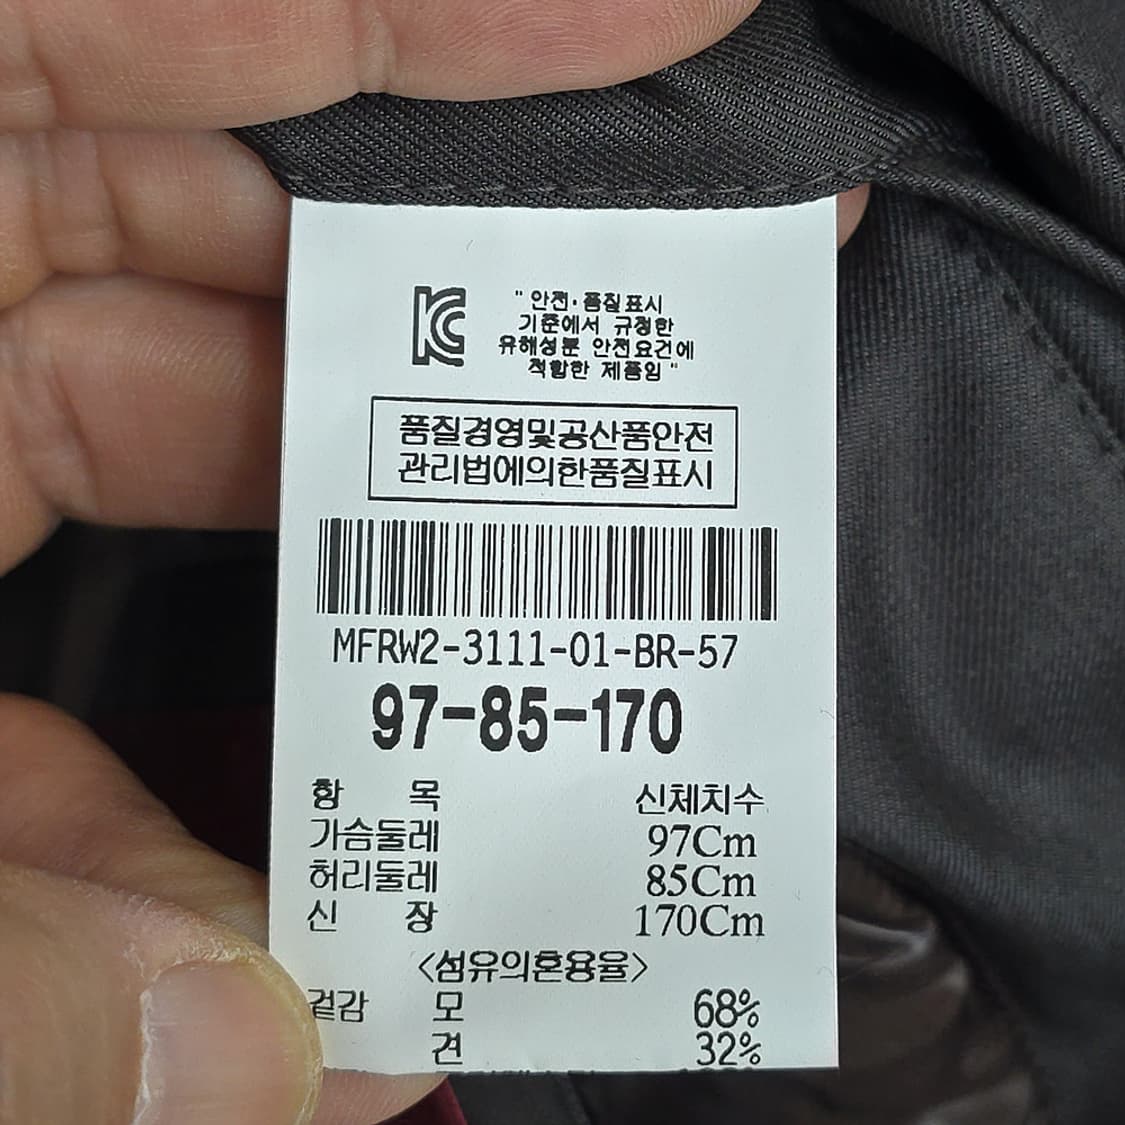 KC
" 안전·품질표시
기준에서 규정한
유해성분 안전요건에
적합한 제품임 "
품질경영및공산품안전
관리법에의한품질표시
MFRW2-3111-01-BR-57
97-85-170
항 목 신체치수
가슴둘레 97Cm
허리둘레 85Cm
신 장 170Cm
<섬유의혼용율>
겉감 모 68%
견 32%